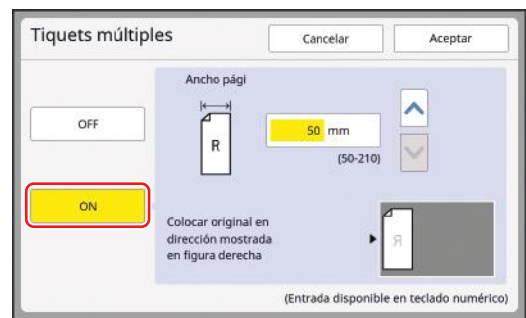 Tiquets múltiples
Cancelar
Aceptar
OFF
ON
Ancho pági
R
50 mm
(50-210)
Colocar original en
dirección mostrada
en figura derecha
R
(Entrada disponible en teclado numérico)